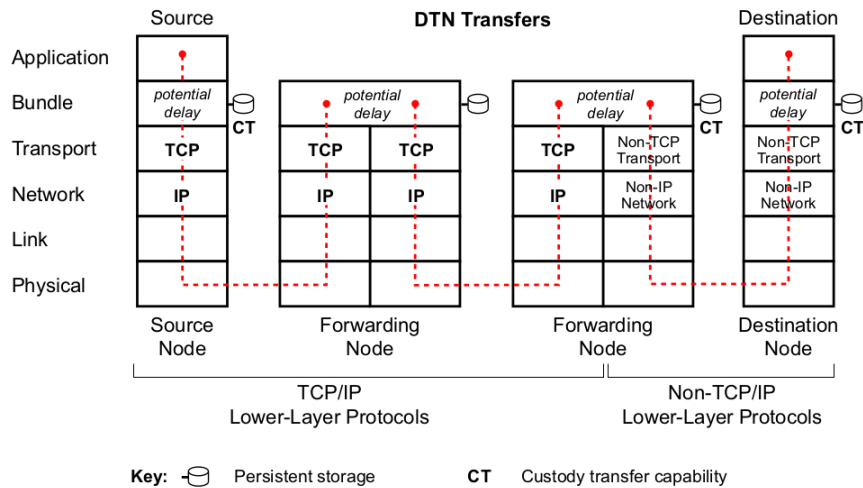 Source DTN Transfers Destination
Application
Bundle potential delay potential delay potential delay potential delay
CT CT CT
Transport TCP TCP TCP TCP Non-TCP Transport Non-TCP Transport
Network IP IP IP IP Non-IP Network Non-IP Network
Link
Physical
Source Node Forwarding Node Forwarding Node Destination Node
TCP/IP Non-TCP/IP
Lower-Layer Protocols Lower-Layer Protocols
Key: Persistent storage CT Custody transfer capability